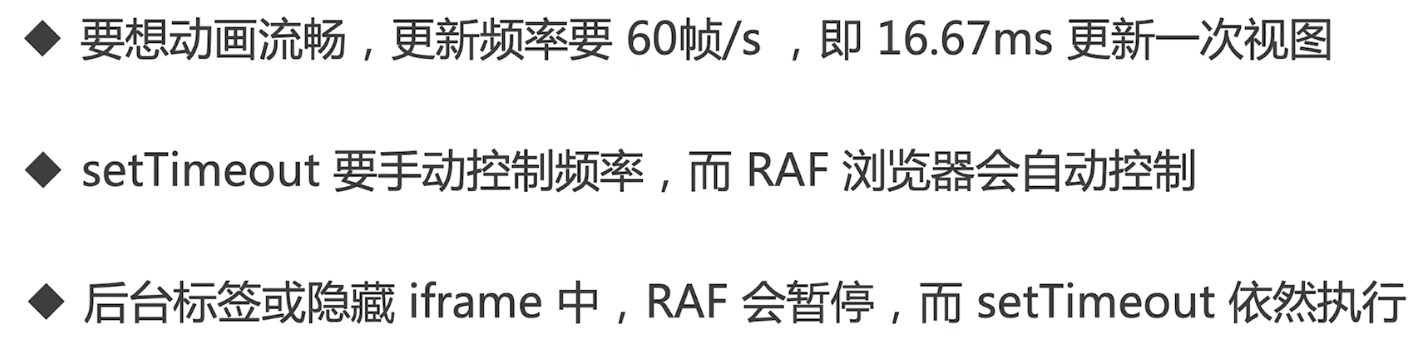 ◆ 要想动画流畅，更新频率要 60帧/s ，即 16.67ms 更新一次视图
◆ setTimeout 要手动控制频率，而 RAF 浏览器会自动控制
◆ 后台标签或隐藏 iframe 中，RAF 会暂停，而 setTimeout 依然执行